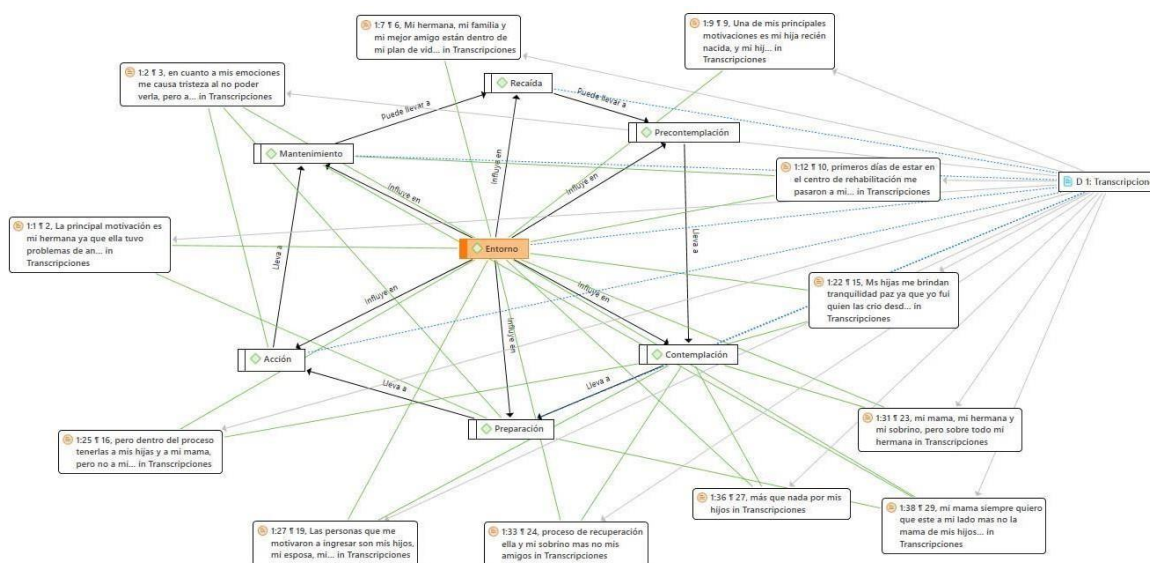 1:7 ¶ 6, Mi hermana, mi familia y
mi mejor amigo están dentro de
mi plan de vid... in Transcripciones
1:9 ¶ 9, Una de mis principales
motivaciones es mi hija recién
nacida, y mi hij... in
Transcripciones
1:2 ¶ 3, en cuanto a mis emociones
me causa tristeza al no poder
verla, pero a... in Transcripciones
Recaída
Puede llevar a
Puede llevar a
Precontemplación
Mantenimiento
Influye en
Influye en
Influye en
1:12 ¶ 10, primeros días de estar en
el centro de rehabilitación me
pasaron a mi... in Transcripciones
D 1: Transcripcione
1:1 ¶ 2, La principal motivación es
mi hermana ya que ella tuvo
problemas de an... in
Transcripciones
Entorno
Lleva a
Lleva a
Influye en
Influye en
Influye en
1:22 ¶ 15, Ms hijas me brindan
tranquilidad paz ya que yo fui
quien las crio desd... in
Transcripciones
Acción
Contemplación
Lleva a
Lleva a
Preparación
1:31 ¶ 23, mi mama, mi hermana y
mi sobrino, pero sobre todo mi
hermana in Transcripciones
1:25 ¶ 16, pero dentro del proceso
tenerlas a mis hijas y a mi mama,
pero no a mi... in Transcripciones
1:36 ¶ 27, más que nada por mis
hijos in Transcripciones
1:38 ¶ 29, mi mama siempre quiero
que este a mi lado mas no la
mama de mis hijos... in
Transcripciones
1:27 ¶ 19, Las personas que me
motivaron a ingresar son mis hijos,
mi esposa, mi... in Transcripciones
1:33 ¶ 24, proceso de recuperación
ella y mi sobrino mas no mis
amigos in Transcripciones